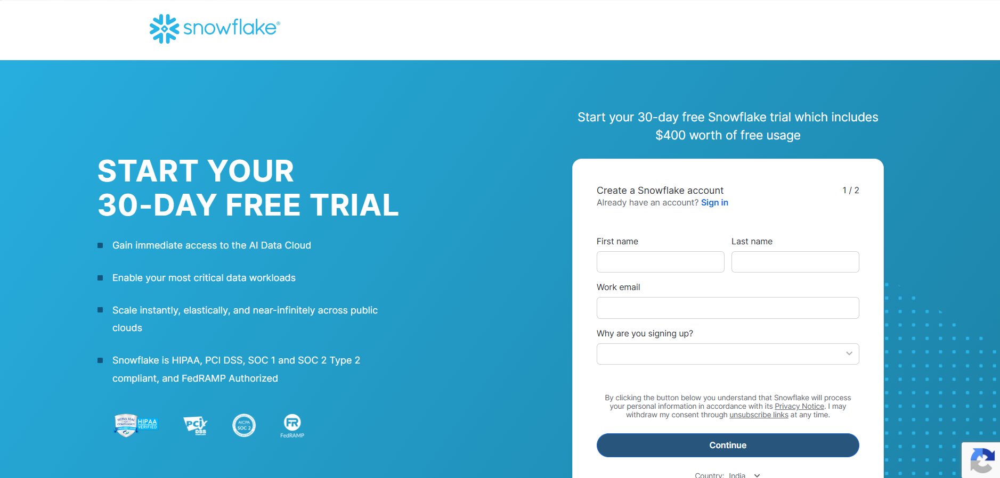 snowflake®
Start your 30-day free Snowflake trial which includes
$400 worth of free usage
START YOUR
30-DAY FREE TRIAL
Gain immediate access to the AI Data Cloud
Enable your most critical data workloads
Scale instantly, elastically, and near-infinitely across public
clouds
Snowflake is HIPAA, PCI DSS, SOC 1 and SOC 2 Type 2
compliant, and FedRAMP Authorized
HIPAA SEAL
OF
COMPLIANCE
HIPAA
VERIFIED
PCI
DSS
AICPA
SOC 2
FR
FedRAMP
Create a Snowflake account
1 / 2
Already have an account? Sign in
First name
Last name
Work email
Why are you signing up?
By clicking the button below you understand that Snowflake will process
your personal information in accordance with its Privacy Notice. I may
withdraw my consent through unsubscribe links at any time.
Continue
Country: India